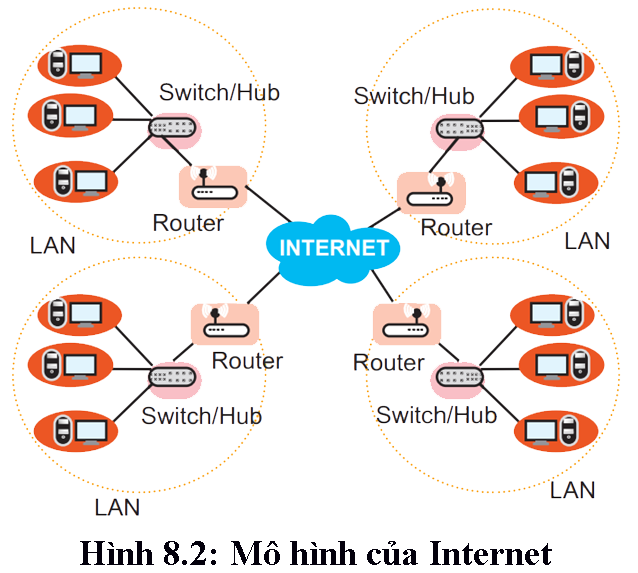 Switch/Hub
Switch/Hub
Router
Router
LAN
LAN
INTERNET
Router
Router
Switch/Hub
Switch/Hub
LAN
LAN
Hình 8.2: Mô hình của Internet